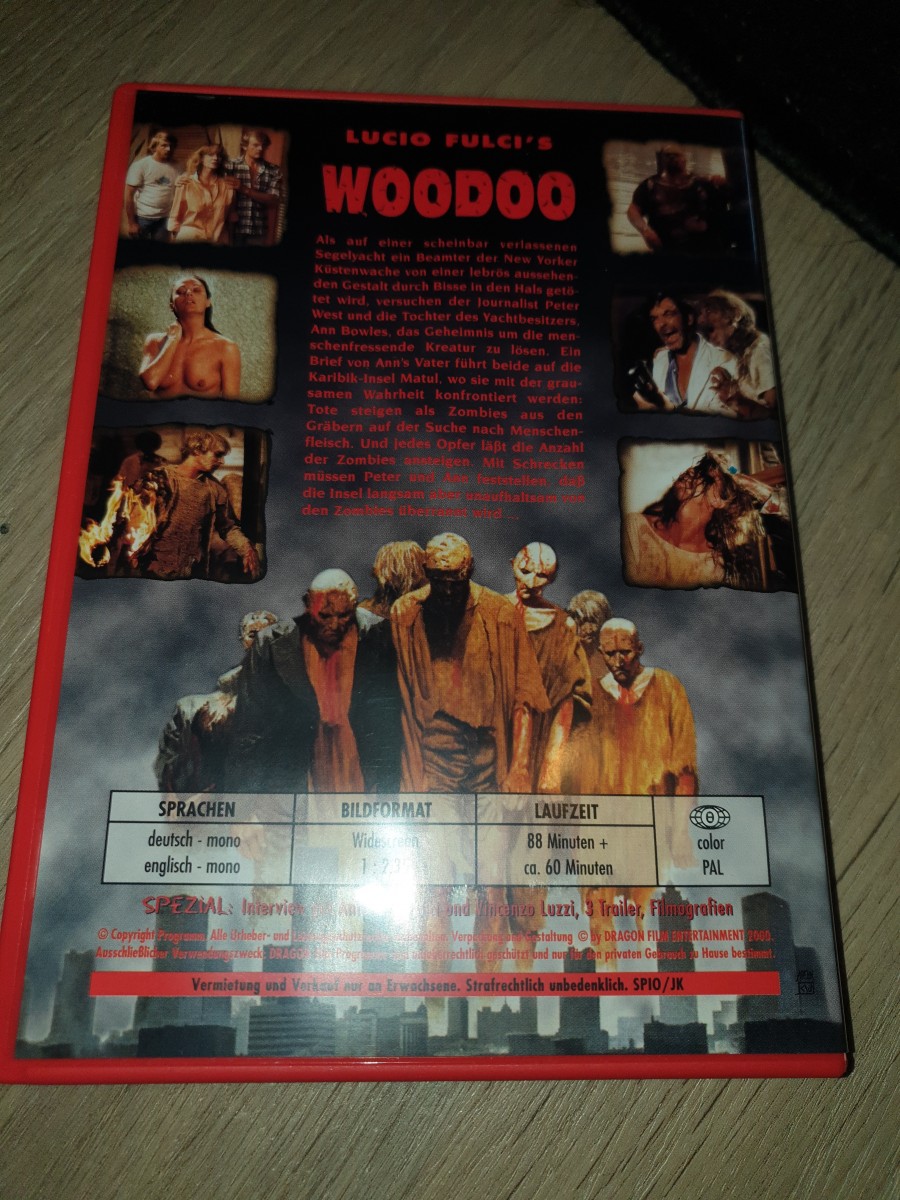 LUCIO FULCI'S
WOODOO
Als auf einer scheinbar verlassenen
Segelyacht ein Beamter der New Yorker
Küstenwache von einer lebrös aussehen-
den Gestalt durch Bisse in den Hals getö-
tet wird, versuchen der Journalist Peter
West und die Tochter des Yachtbesitzers,
Ann Bowles, das Geheimnis um die men-
schenfressende Kreatur zu lösen. Ein
Brief von Ann's Vater führt beide auf die
Karibik-Insel Matul, wo sie mit der grau-
samen Wahrheit konfrontiert werden:
Tote steigen als Zombies aus den
Gräbern auf der Suche nach Menschen-
fleisch. Und jedes Opfer läßt die Anzahl
der Zombies ansteigen. Mit Schrecken
müssen Peter und Ann feststellen, daß
die Insel langsam aber unaufhaltsam von
den Zombies überrannt wird ...
SPRACHEN BILDFORMAT LAUFZEIT
deutsch - mono Widescreen 88 Minuten + color
englisch - mono 1 : 2,3 ca. 60 Minuten PAL
SPEZIAL: Interview und Vincenzo Luzzi, 3 Trailer, Filmografien
© Copyright Programm. Alle Urheber- und Verpackungsgestaltung © by DRAGON FILM ENTERTAINMENT 2000.
Ausschließlicher Verwendungszweck: DRAGON urheberrechtlich geschützt und nur für den privaten Gebrauch zu Hause bestimmt.
Vermietung und Verkauf nur an Erwachsene. Strafrechtlich unbedenklich. SPIO/JK